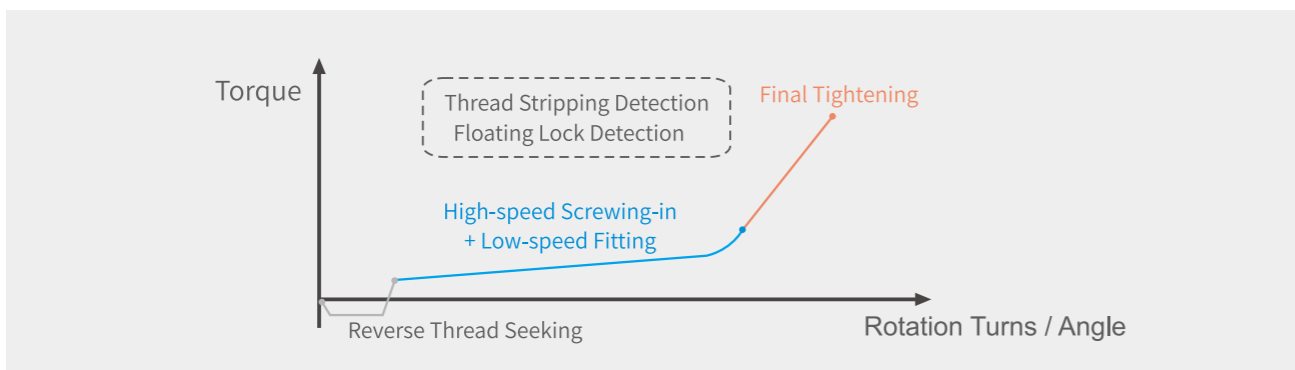 Torque
Thread Stripping Detection
Floating Lock Detection
Final Tightening
High-speed Screwing-in
+ Low-speed Fitting
Reverse Thread Seeking
Rotation Turns / Angle